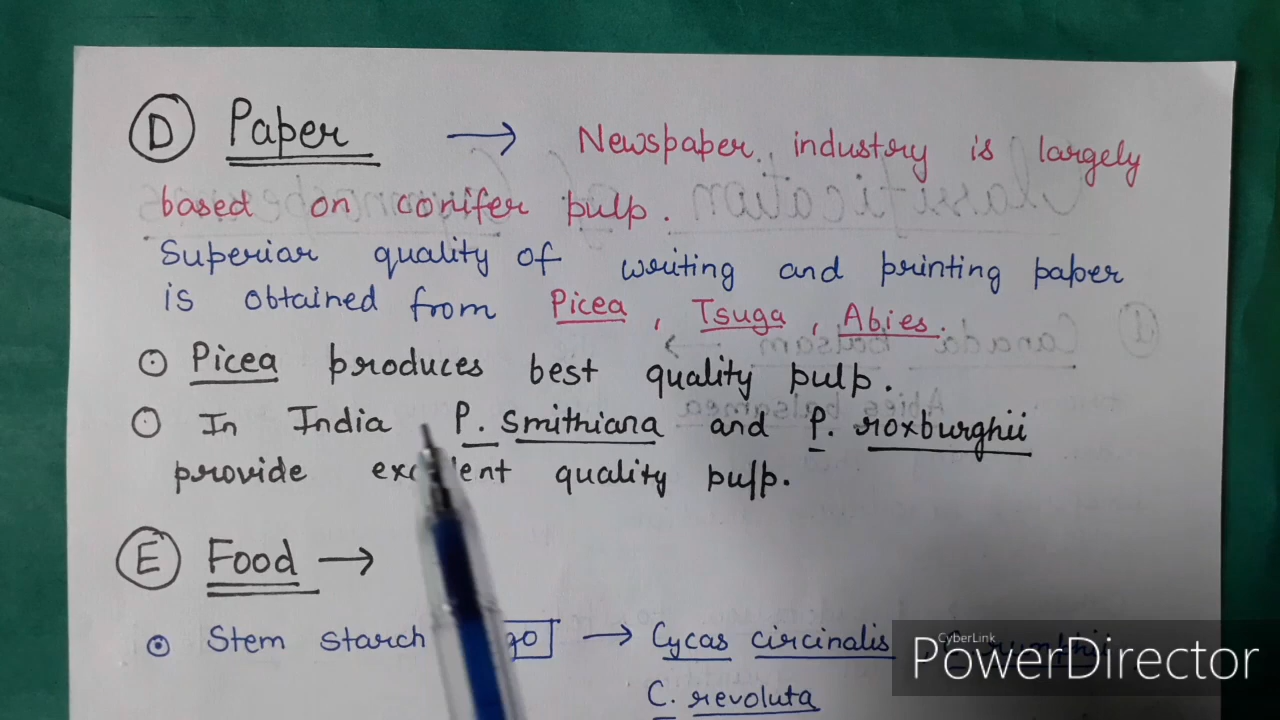 D Paper → Newspaper industry is largely
based on conifer pulp.
Superior quality of writing and printing paper
is obtained from Picea, Tsuga, Abies.
Picea produces best quality pulp.
In India P. smithiana and P. roxburghii
provide quality pulp.
E Food →
Stem starch → Cycas circinalis
C. revoluta
CyberLink
PowerDirector